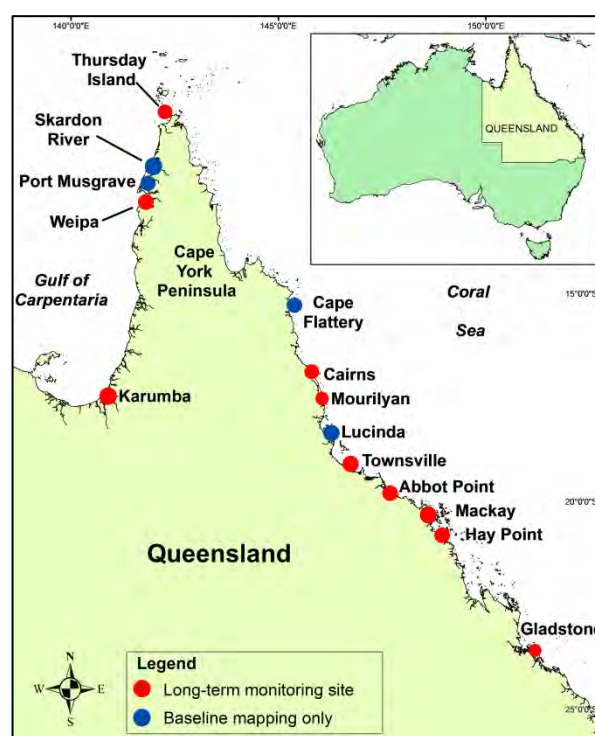 140°0'0"E
145°0'0"E
150°0'0"E
Thursday
Island
Skardon
River
Port Musgrave
Weipa
QUEENSLAND
Cape
York
Peninsula
Gulf of
Carpentaria
Coral
Sea
15°0'0"S
Cape
Flattery
Cairns
Mourilyan
Karumba
Lucinda
Townsville
Abbot Point
20°0'0"S
Mackay
Hay Point
Queensland
Gladstone
N
W
E
S
Legend
Long-term monitoring site
Baseline mapping only
25°0'0"S